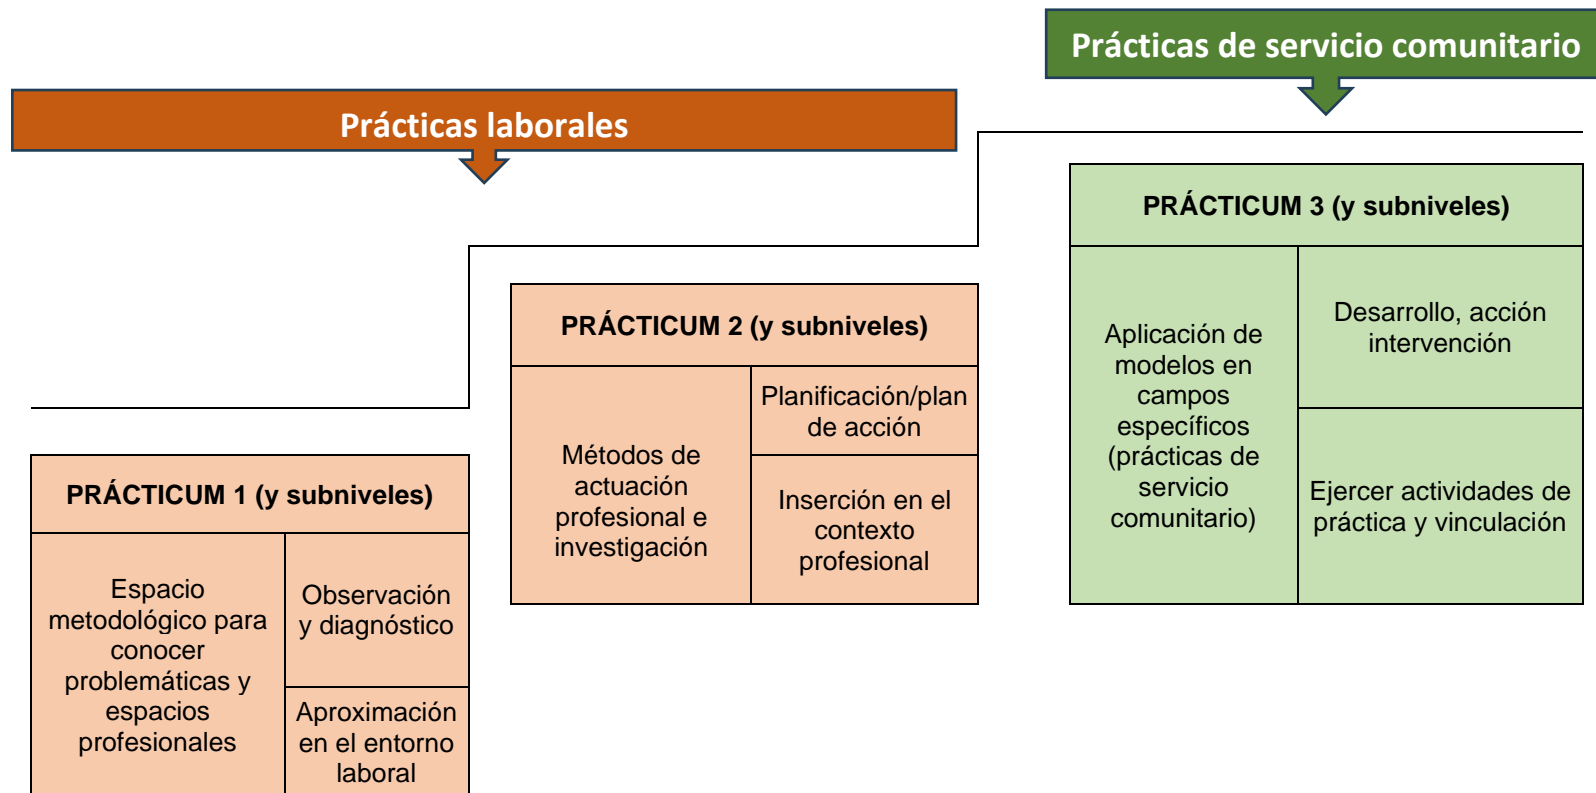 Prácticas de servicio comunitario
Prácticas laborales
PRÁCTICUM 3 (y subniveles)
Aplicación de
modelos en
campos
específicos
(prácticas de
servicio
comunitario)
Desarrollo, acción
intervención
Ejercer actividades de
práctica y vinculación
PRÁCTICUM 2 (y subniveles)
Métodos de
actuación
profesional e
investigación
Planificación/plan
de acción
Inserción en el
contexto
profesional
PRÁCTICUM 1 (y subniveles)
Espacio
metodológico para
conocer
problemáticas y
espacios
profesionales
Observación
y diagnóstico
Aproximación
en el entorno
laboral